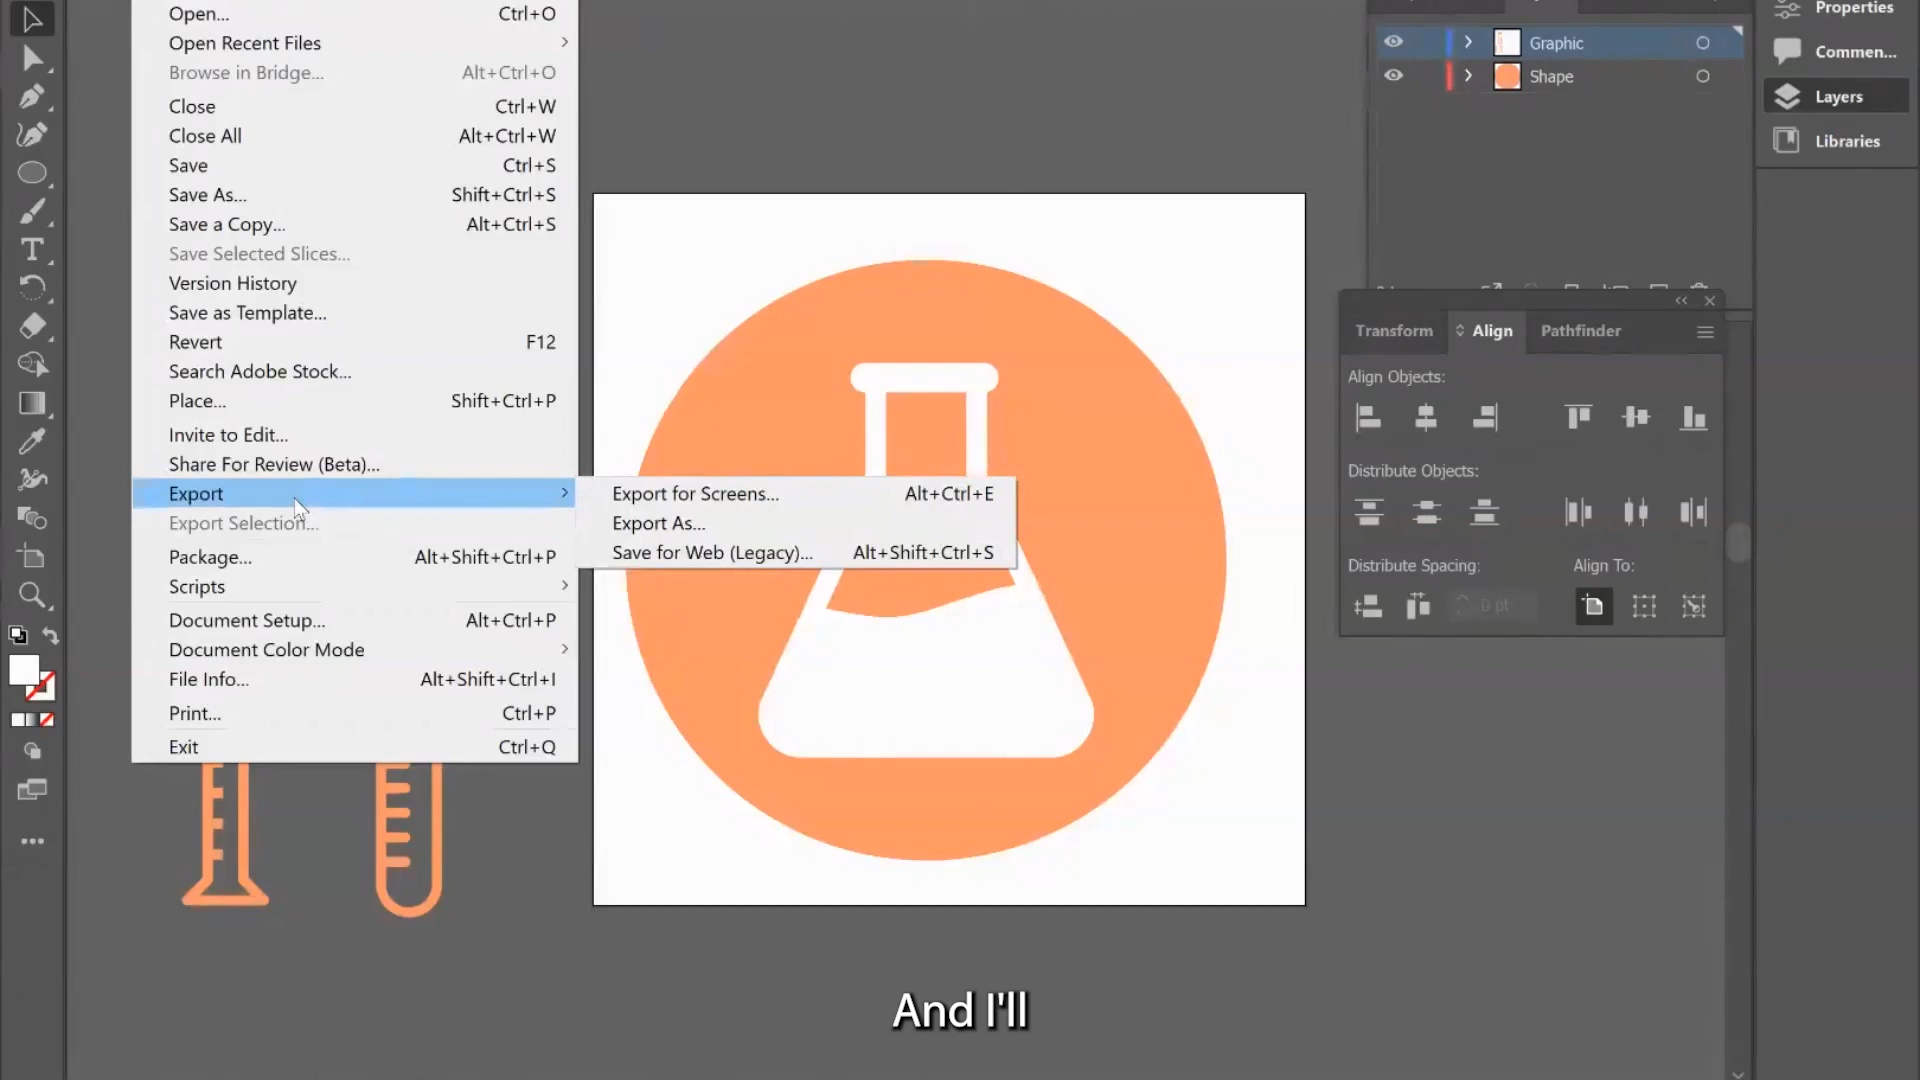 Open... Ctrl+O
Open Recent Files
Browse in Bridge... Alt+Ctrl+O
Close Ctrl+W
Close All Alt+Ctrl+W
Save Ctrl+S
Save As... Shift+Ctrl+S
Save a Copy... Alt+Ctrl+S
Save Selected Slices...
Version History
Save as Template...
Revert F12
Search Adobe Stock...
Place... Shift+Ctrl+P
Invite to Edit...
Share For Review (Beta)...
Export
Export Selection...
Package... Alt+Shift+Ctrl+P
Scripts
Document Setup... Alt+Ctrl+P
Document Color Mode
File Info... Alt+Shift+Ctrl+I
Print... Ctrl+P
Exit Ctrl+Q
Export for Screens... Alt+Ctrl+E
Export As...
Save for Web (Legacy)... Alt+Shift+Ctrl+S
Graphic
Shape
Properties
Commen...
Layers
Libraries
Transform Align Pathfinder
Align Objects:
Distribute Objects:
Distribute Spacing: Align To:
0 pt
And I'll